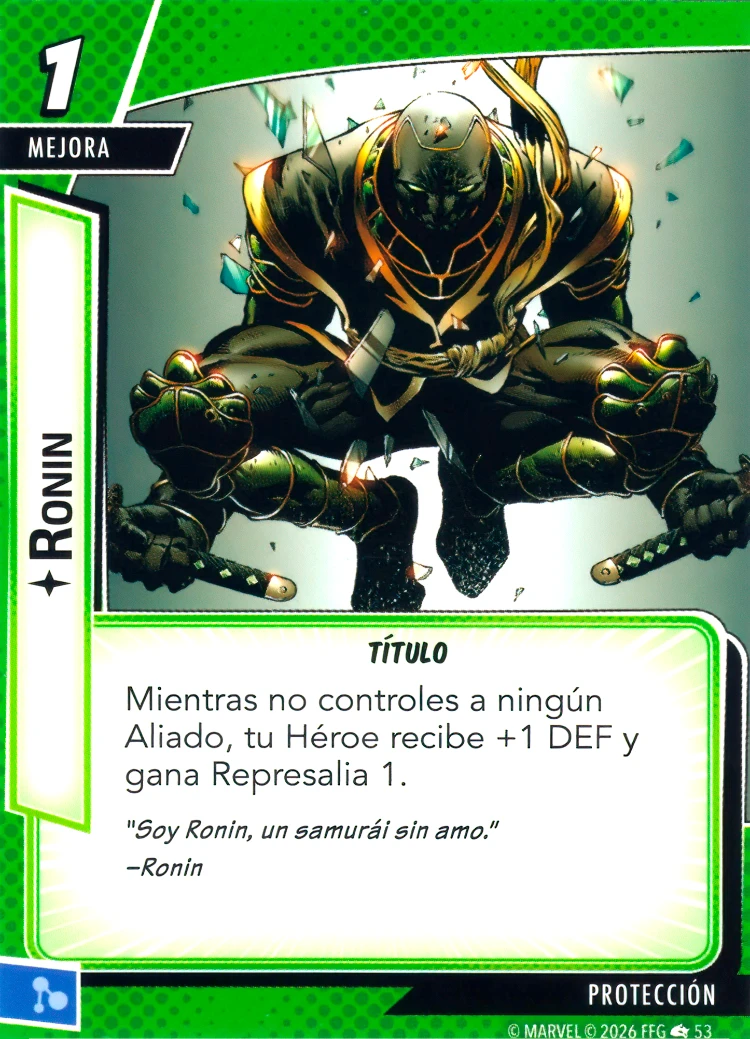 1
MEJORA
RONIN
TÍTULO
Mientras no controles a ningún
Aliado, tu Héroe recibe +1 DEF y
gana Represalia 1.
"Soy Ronin, un samurái sin amo."
–Ronin
PROTECCIÓN
© MARVEL © 2026 FFG 53